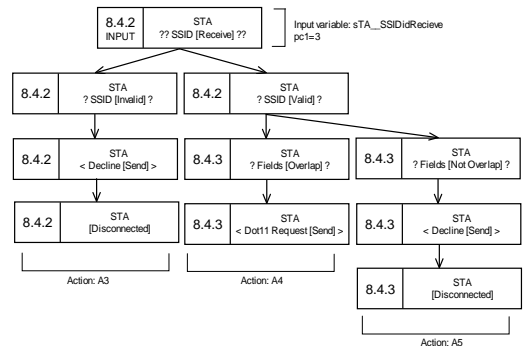 8.4.2
INPUT
STA
?? SSID [Receive] ??
Input variable: sTA__SSIDidRecieve
pc1=3
8.4.2
STA
? SSID [Invalid] ?
8.4.2
STA
? SSID [Valid] ?
8.4.2
STA
< Decline [Send] >
8.4.3
STA
? Fields [Overlap] ?
8.4.3
STA
? Fields [Not Overlap] ?
8.4.2
STA
[Disconnected]
8.4.3
STA
< Dot11 Request [Send] >
8.4.3
STA
< Decline [Send] >
Action: A3
Action: A4
8.4.3
STA
[Disconnected]
Action: A5